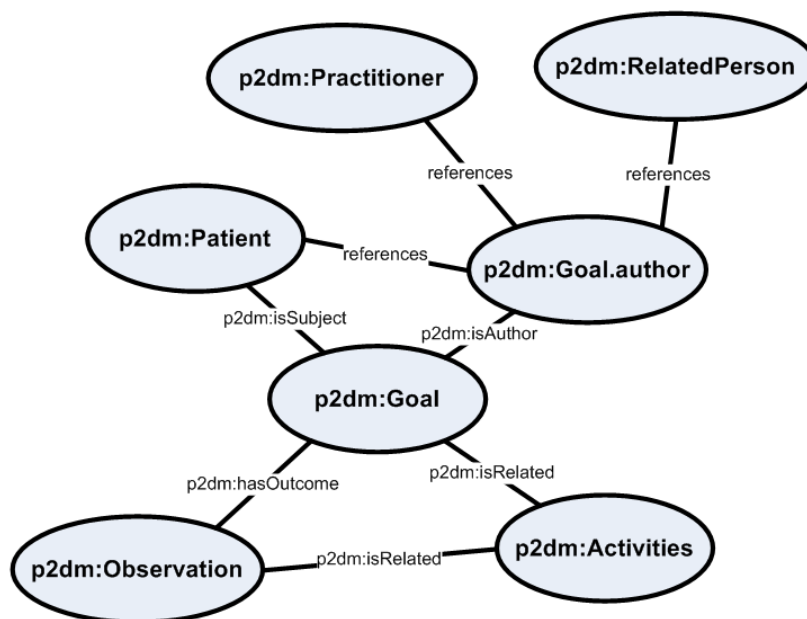 p2dm:Practitioner
p2dm:RelatedPerson
references
references
p2dm:Patient
references
p2dm:Goal.author
p2dm:isSubject
p2dm:isAuthor
p2dm:Goal
p2dm:isRelated
p2dm:hasOutcome
p2dm:Observation
p2dm:isRelated
p2dm:Activities